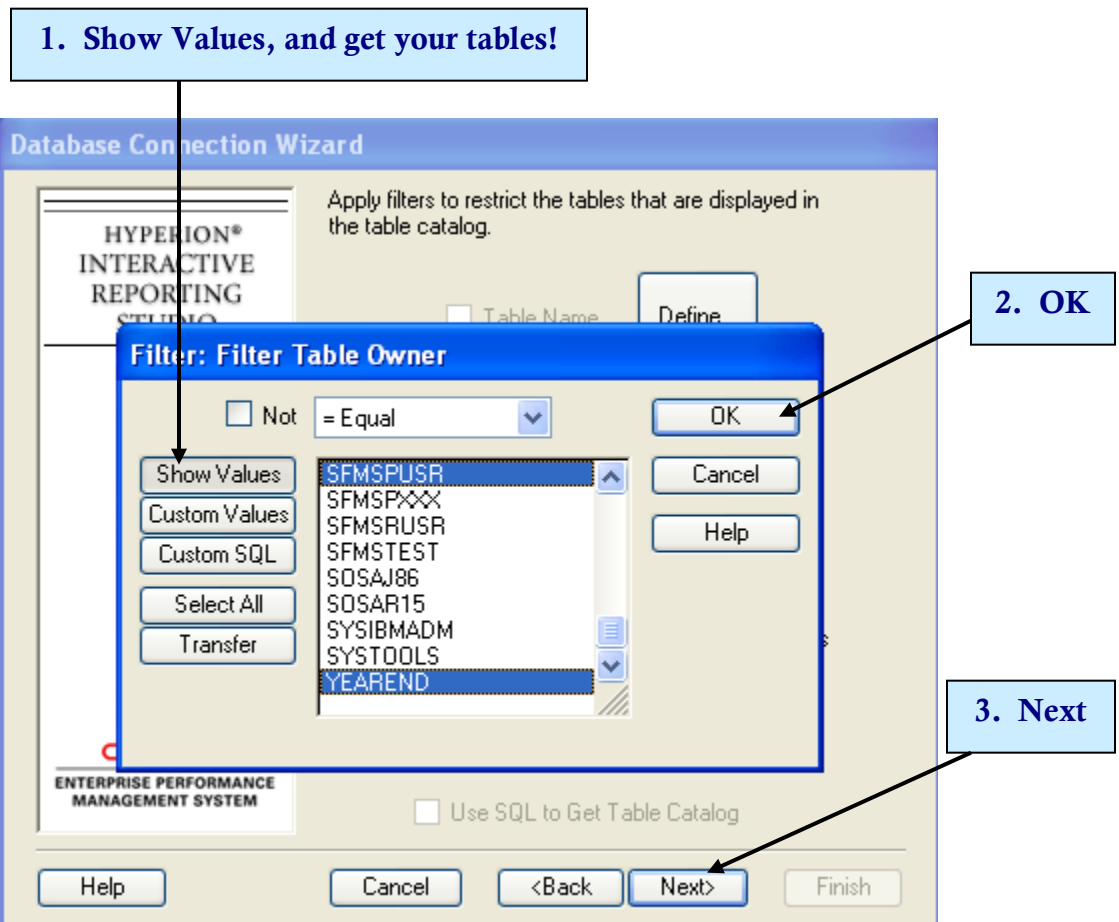 1. Show Values, and get your tables!
Database Connection Wizard
Apply filters to restrict the tables that are displayed in
the table catalog.
HYPERION®
INTERACTIVE
REPORTING
STUDIO
Table Name
Define
2. OK
Filter: Filter Table Owner
Not
= Equal
OK
Show Values
Custom Values
Custom SQL
Select All
Transfer
SFMSPUSR
SFMSPXXX
SFMSRUSR
SFMSTEST
SOSAJ86
SOSAR15
SYSIBMADM
SYSTOOLS
YEAREND
Cancel
Help
3. Next
ENTERPRISE PERFORMANCE
MANAGEMENT SYSTEM
Use SQL to Get Table Catalog
Help
Cancel
<Back
Next>
Finish